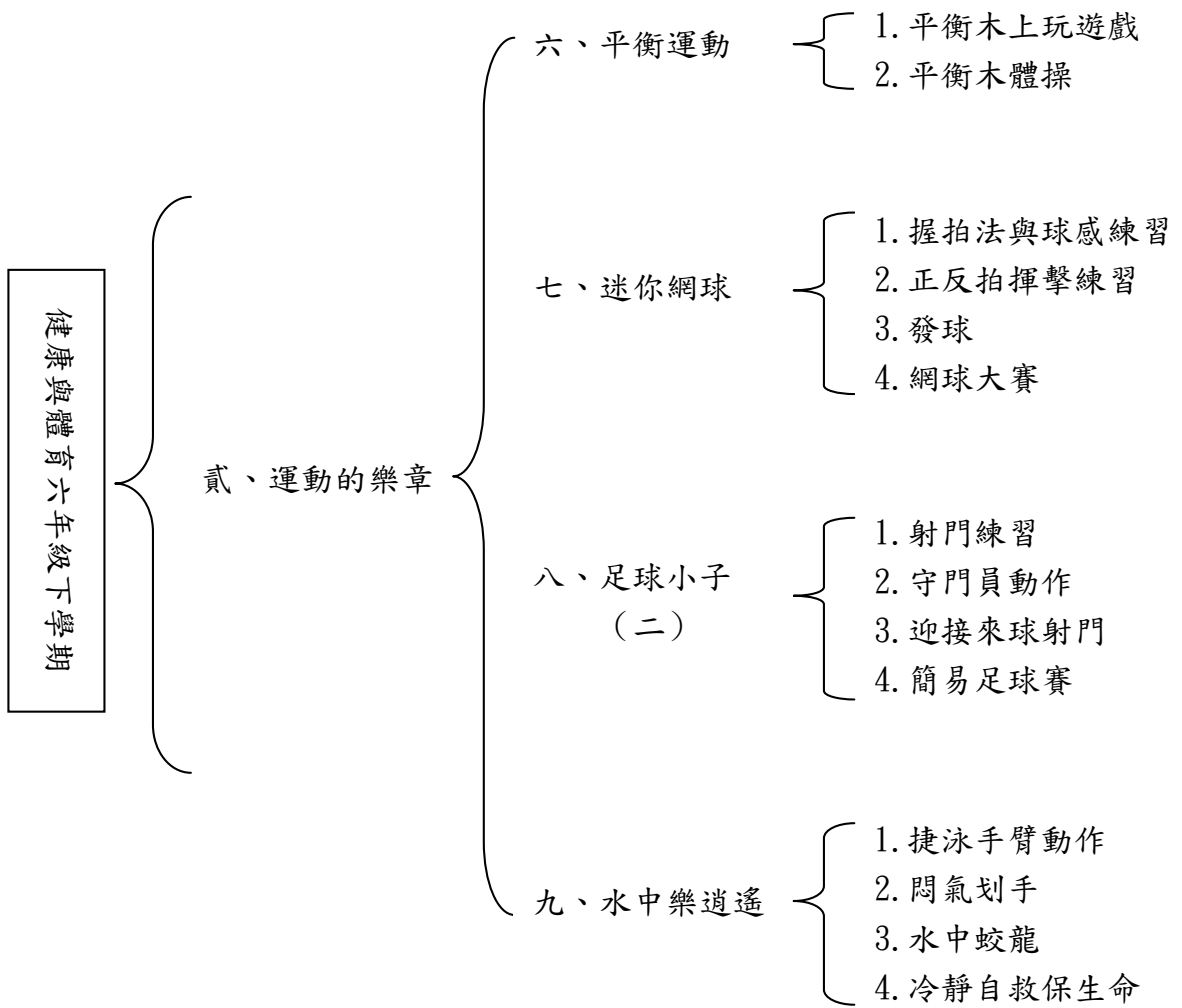 健康與體育六年級下學期
貳、運動的樂章
六、平衡運動
1.平衡木上玩遊戲
2.平衡木體操
七、迷你網球
1.握拍法與球感練習
2.正反拍揮擊練習
3.發球
4.網球大賽
八、足球小子
（二）
1.射門練習
2.守門員動作
3.迎接來球射門
4.簡易足球賽
九、水中樂逍遙
1.捷泳手臂動作
2.悶氣划手
3.水中蛟龍
4.冷靜自救保生命